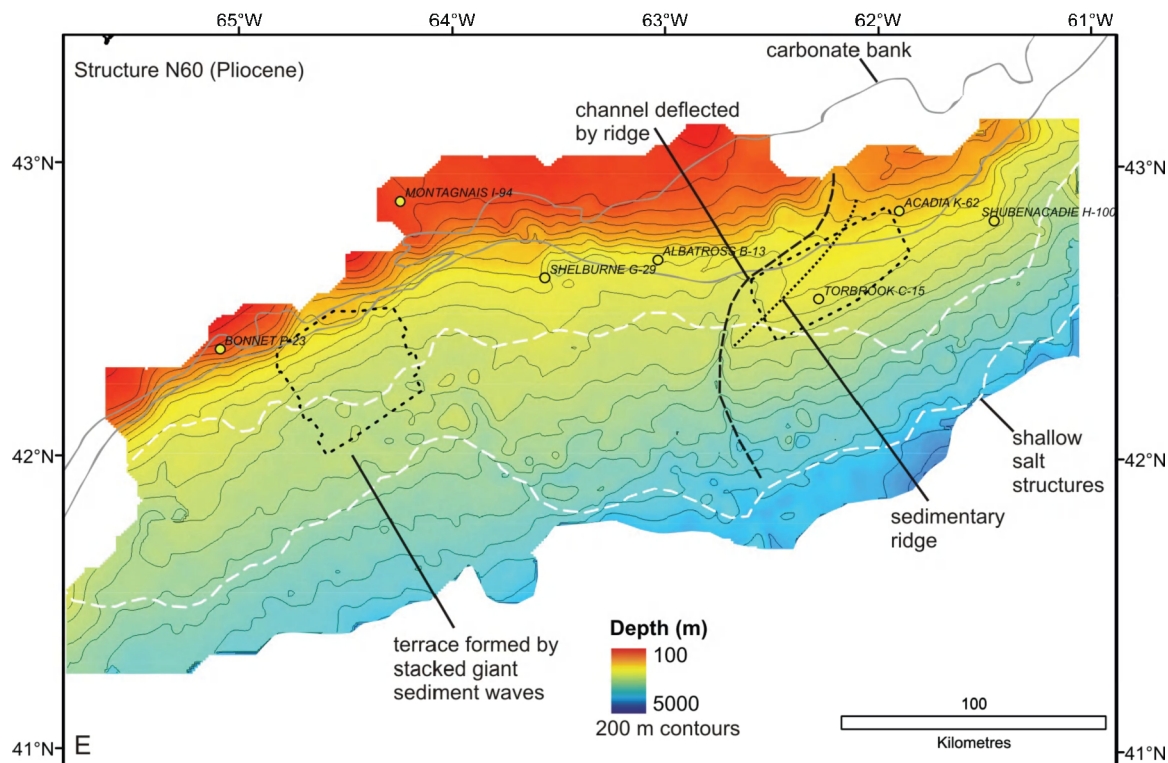 65°W 64°W 63°W 62°W 61°W
Structure N60 (Pliocene)
carbonate bank
channel deflected
by ridge
43°N
43°N
MONTAGNAIS I-94
ACADIA K-62
SHUBENACADIE H-100
ALBATROSS B-13
SHELBURNE G-29
TORBROOK C-15
BONNET P-23
42°N
42°N
shallow
salt
structures
sedimentary
ridge
terrace formed by
stacked giant
sediment waves
Depth (m)
100
5000
200 m contours
100
Kilometres
E
41°N
41°N